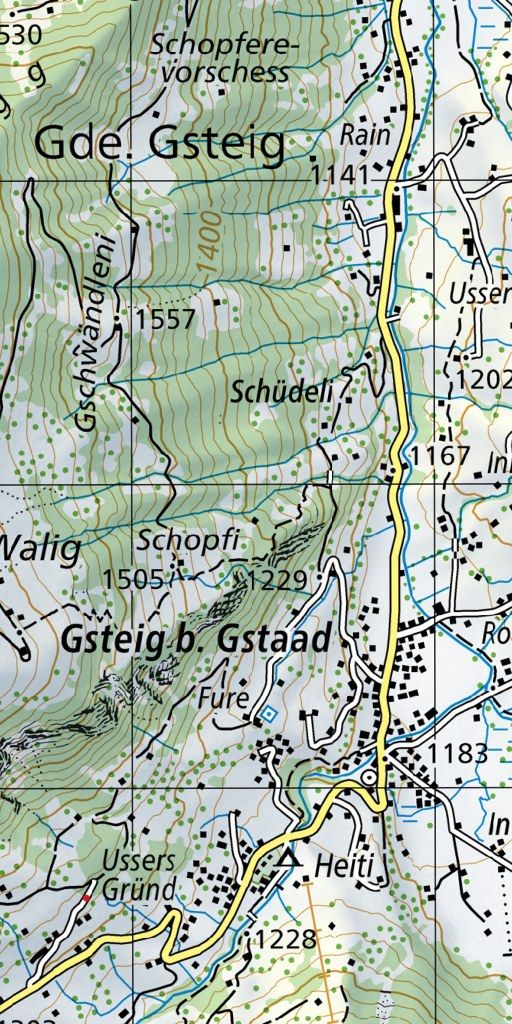 530
Schopfere-
vorschess
g g
Gde. Gsteig
Rain
1141
1400
Gschwändleni
1557
Usser
Schüdeli
1202
1167
Walig
Schopfi
1505
1229
Gsteig b. Gstaad
Fure
1183
Ussers
Gründ
Heiti
1228